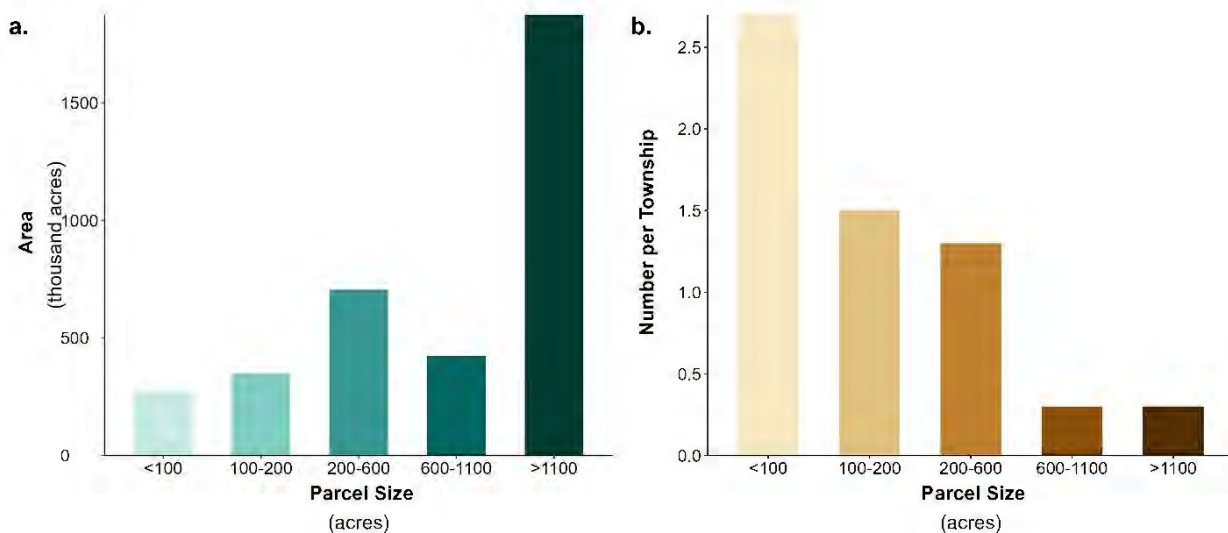 a.
Area
(thousand acres)
1500
1000
500
0
<100 100-200 200-600 600-1100 >1100
Parcel Size
(acres)
b.
Number per Township
2.5
2.0
1.5
1.0
0.5
0.0
<100 100-200 200-600 600-1100 >1100
Parcel Size
(acres)